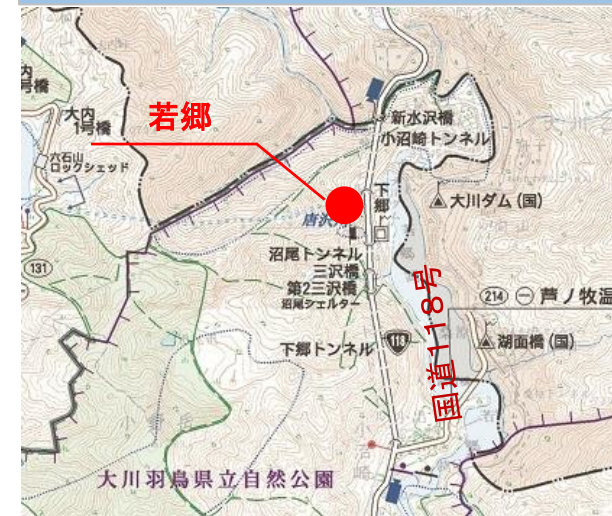 内
号橋
大内
1号橋
若郷
新水沢橋
小沼崎トンネル
六石山
ロックシェッド
下郷
大川ダム (国)
唐沢
沼尾トンネル
三沢橋
第2三沢橋
沼尾シェルター
131
214
芦ノ牧温
国道118号
118
下郷トンネル
湖面橋 (国)
大川羽鳥県立自然公園